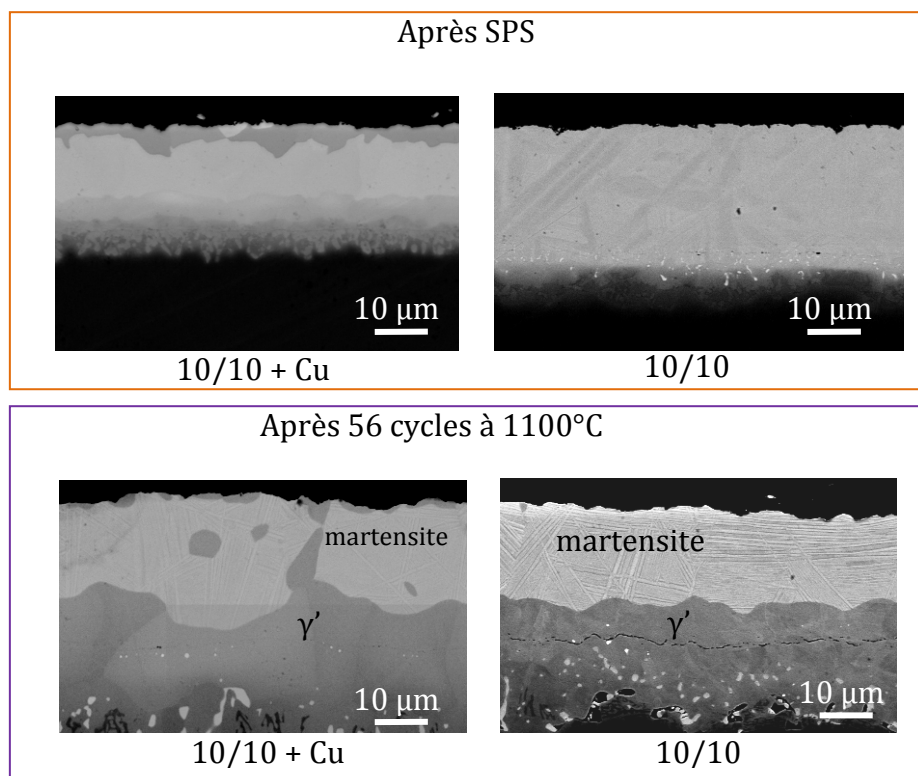 Après SPS
10 µm
10 µm
10/10 + Cu
10/10
Après 56 cycles à 1100°C
martensite
martensite
γ’
γ’
10 µm
10 µm
10/10 + Cu
10/10